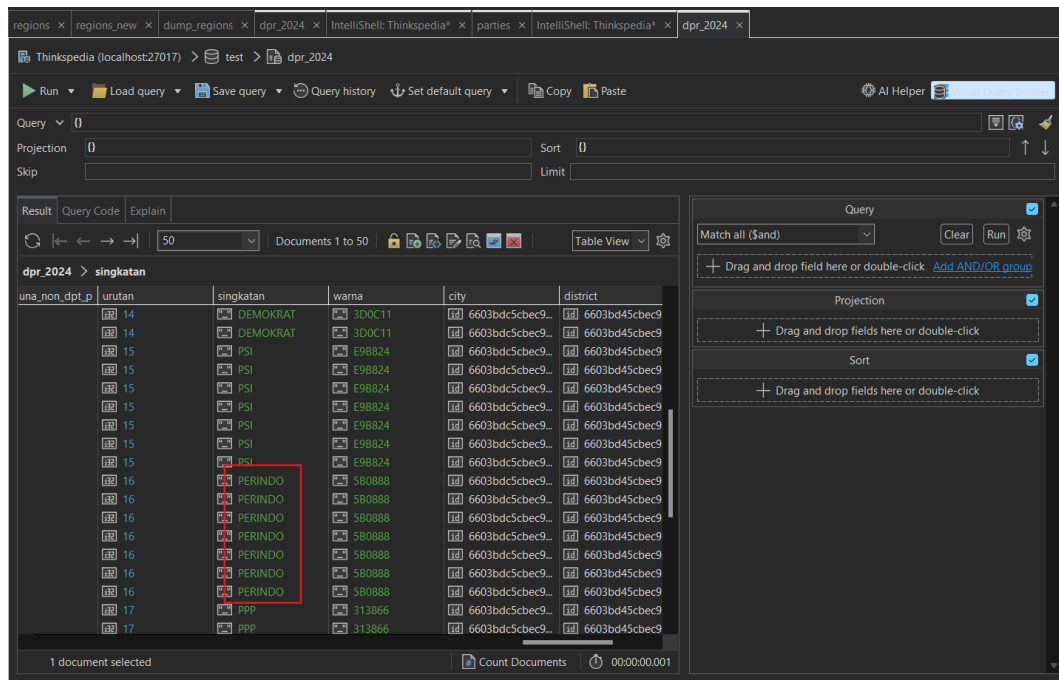 regions × regions_new × dump_regions × dpr_2024 × IntelliShell: Thinkspedia* × parties × IntelliShell: Thinkspedia* × dpr_2024 ×
Thinkspedia (localhost:27017) > test > dpr_2024
Run Load query Save query Query history Set default query Copy Paste AI Helper Visual Query Builder
Query {}
Projection {} Sort {}
Skip Limit
Result Query Code Explain
50 Documents 1 to 50 Table View
dpr_2024 > singkatan
una_non_dpt_p urutan singkatan warna city district
14 DEMOKRAT 3D0C11 6603bdc5cbec9... 6603bd45cbec9
14 DEMOKRAT 3D0C11 6603bdc5cbec9... 6603bd45cbec9
15 PSI E9B824 6603bdc5cbec9... 6603bd45cbec9
15 PSI E9B824 6603bdc5cbec9... 6603bd45cbec9
15 PSI E9B824 6603bdc5cbec9... 6603bd45cbec9
15 PSI E9B824 6603bdc5cbec9... 6603bd45cbec9
15 PSI E9B824 6603bdc5cbec9... 6603bd45cbec9
15 PSI E9B824 6603bdc5cbec9... 6603bd45cbec9
15 PSI E9B824 6603bdc5cbec9... 6603bd45cbec9
16 PERINDO 5B0888 6603bdc5cbec9... 6603bd45cbec9
16 PERINDO 5B0888 6603bdc5cbec9... 6603bd45cbec9
16 PERINDO 5B0888 6603bdc5cbec9... 6603bd45cbec9
16 PERINDO 5B0888 6603bdc5cbec9... 6603bd45cbec9
16 PERINDO 5B0888 6603bdc5cbec9... 6603bd45cbec9
16 PERINDO 5B0888 6603bdc5cbec9... 6603bd45cbec9
16 PERINDO 5B0888 6603bdc5cbec9... 6603bd45cbec9
17 PPP 313866 6603bdc5cbec9... 6603bd45cbec9
17 PPP 313866 6603bdc5cbec9... 6603bd45cbec9
1 document selected Count Documents 00:00:00.001
Query
Match all ($and) Clear Run
Drag and drop field here or double-click Add AND/OR group
Projection
Drag and drop fields here or double-click
Sort
Drag and drop fields here or double-click